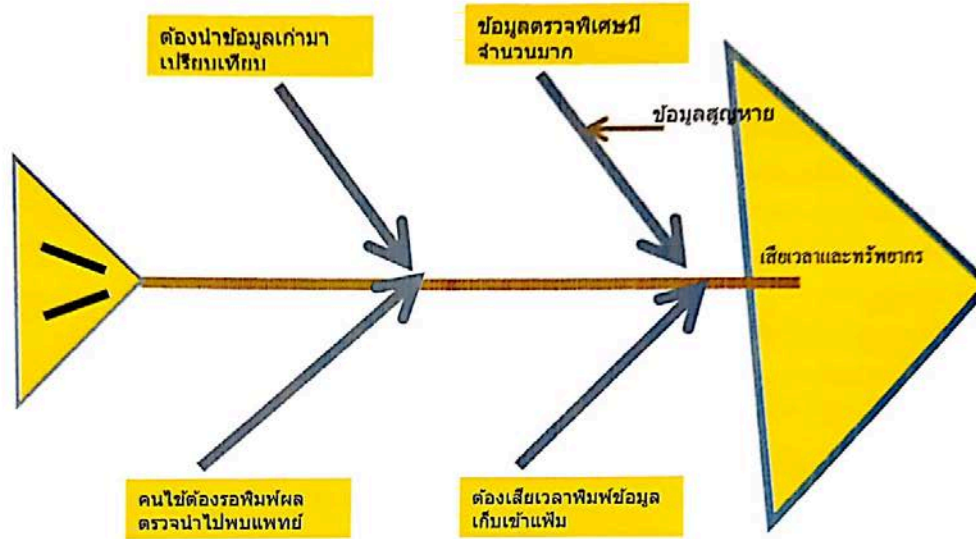 ต้องนำข้อมูลเก่ามา
เปรียบเทียบ
ข้อมูลตรวจพิเศษมี
จำนวนมาก
ข้อมูลสูญหาย
เสียเวลาและทรัพยากร
คนไข้ต้องรอพิมพ์ผล
ตรวจนำไปพบแพทย์
ต้องเสียเวลาพิมพ์ข้อมูล
เก็บเข้าแฟ้ม